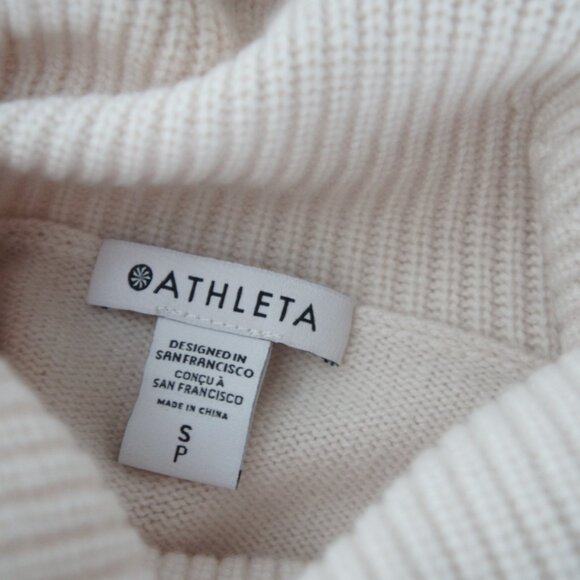 ATHLETA
DESIGNED IN
SAN FRANCISCO
CONÇU À
SAN FRANCISCO
MADE IN CHINA
S
P